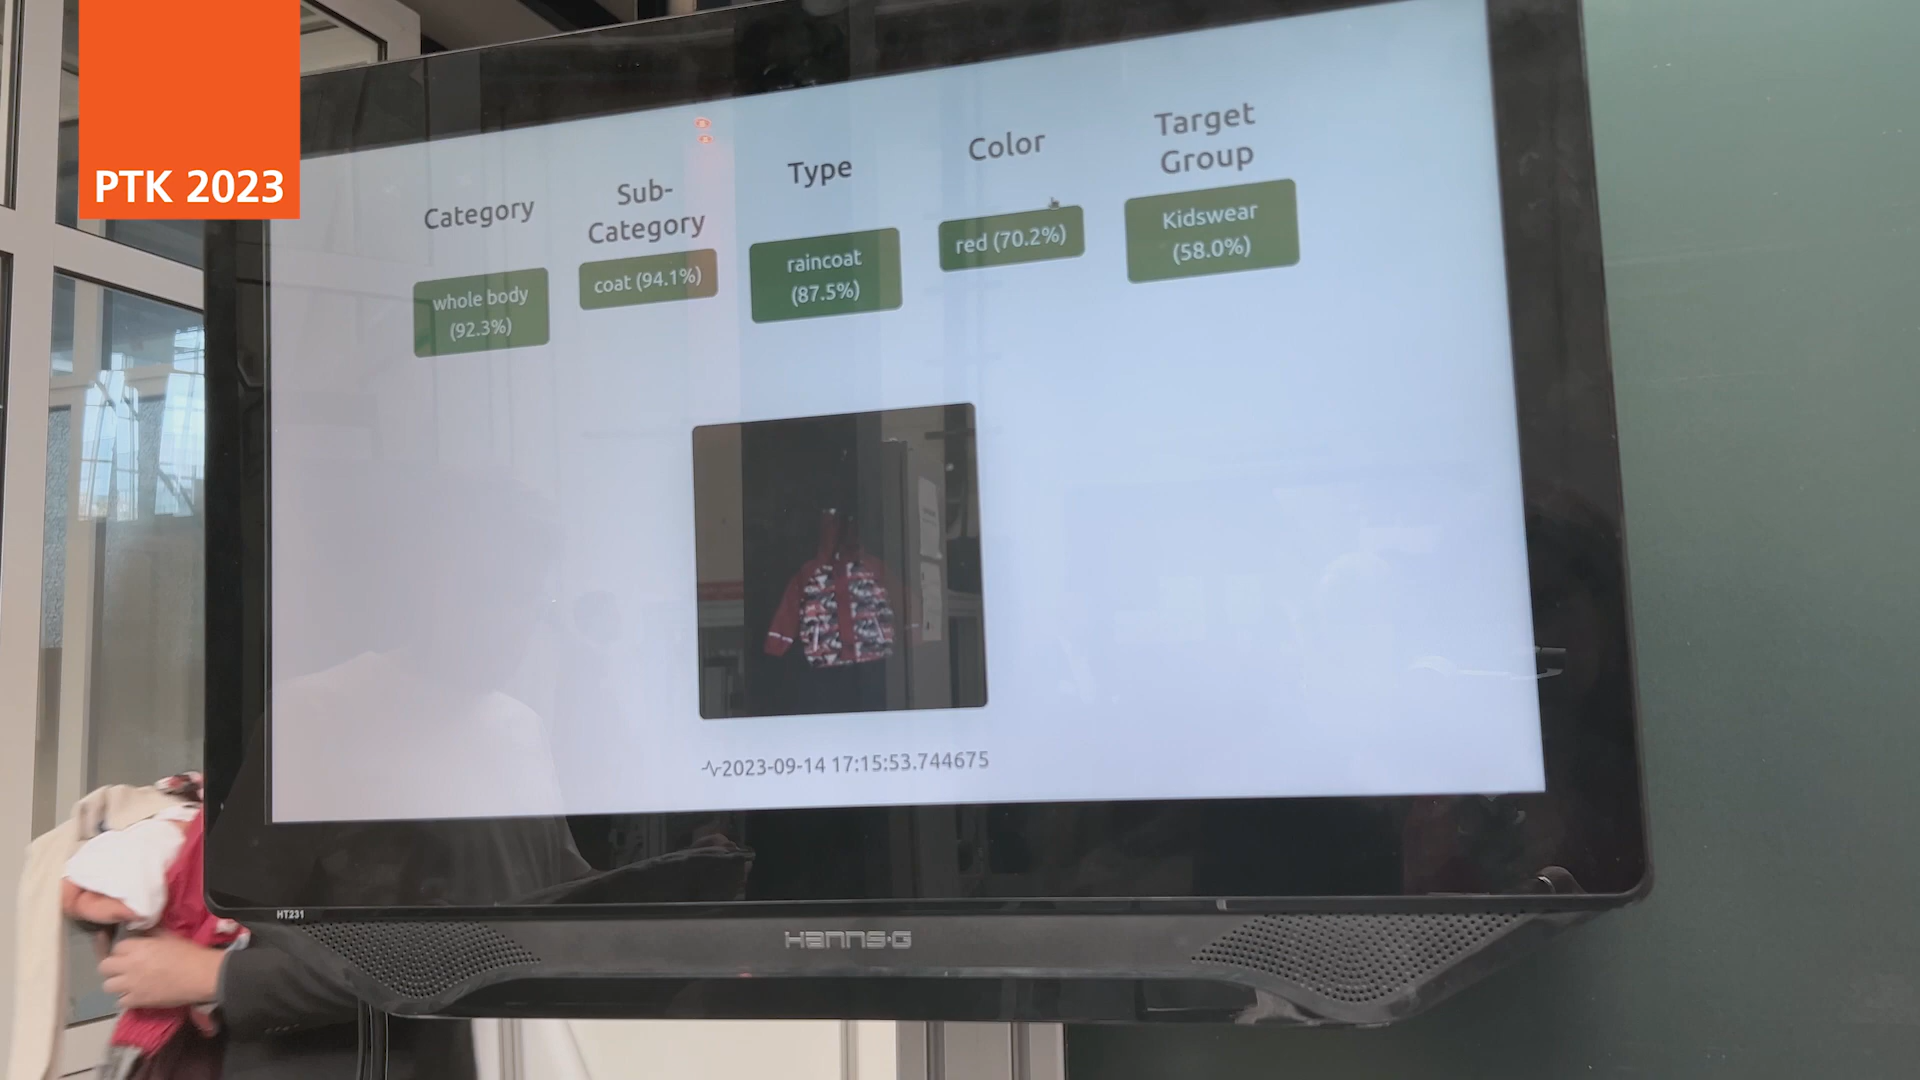 PTK 2023
Category
Sub-
Category
Type
Color
Target
Group
whole body
(92.3%)
coat (94.1%)
raincoat
(87.5%)
red (70.2%)
Kidswear
(58.0%)
2023-09-14 17:15:53.744675
HT231
HANNS·G